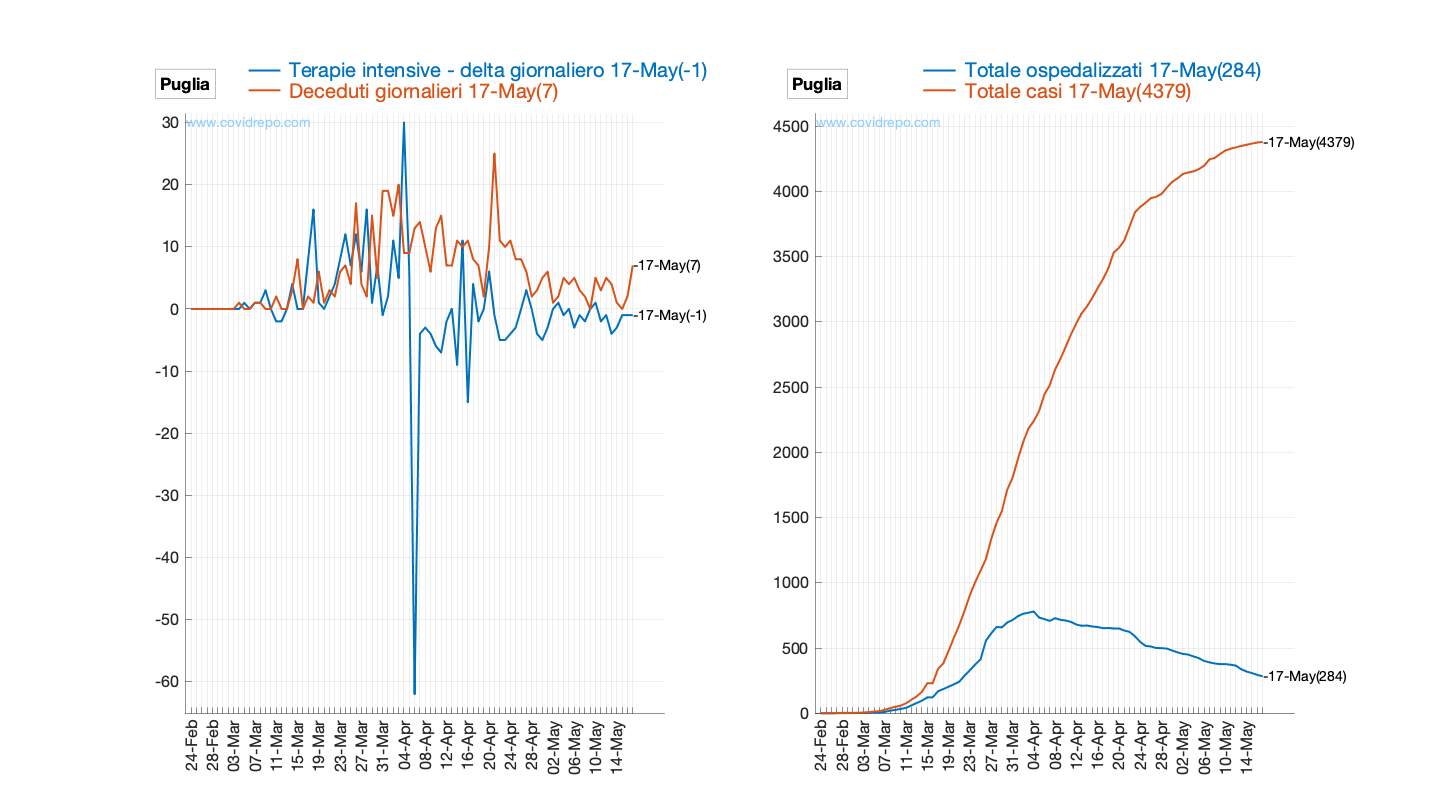 Puglia
Terapie intensive - delta giornaliero 17-May(-1)
Deceduti giornalieri 17-May(7)
www.covidrepo.com
30
20
10
0
-10
-20
-30
-40
-50
-60
-17-May(7)
-17-May(-1)
24-Feb
28-Feb
03-Mar
07-Mar
11-Mar
15-Mar
19-Mar
23-Mar
27-Mar
31-Mar
04-Apr
08-Apr
12-Apr
16-Apr
20-Apr
24-Apr
28-Apr
02-May
06-May
10-May
14-May
Puglia
Totale ospedalizzati 17-May(284)
Totale casi 17-May(4379)
www.covidrepo.com
4500
4000
3500
3000
2500
2000
1500
1000
500
0
-17-May(4379)
-17-May(284)
24-Feb
28-Feb
03-Mar
07-Mar
11-Mar
15-Mar
19-Mar
23-Mar
27-Mar
31-Mar
04-Apr
08-Apr
12-Apr
16-Apr
20-Apr
24-Apr
28-Apr
02-May
06-May
10-May
14-May